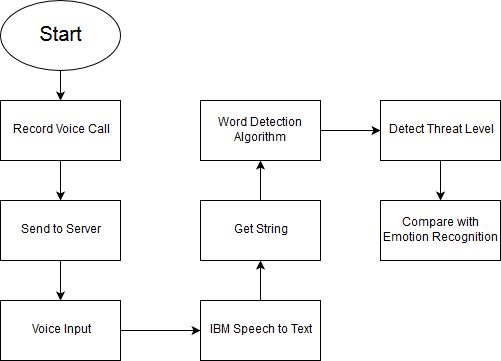 Start
Record Voice Call
Send to Server
Voice Input
IBM Speech to Text
Get String
Word Detection
Algorithm
Detect Threat Level
Compare with
Emotion Recognition